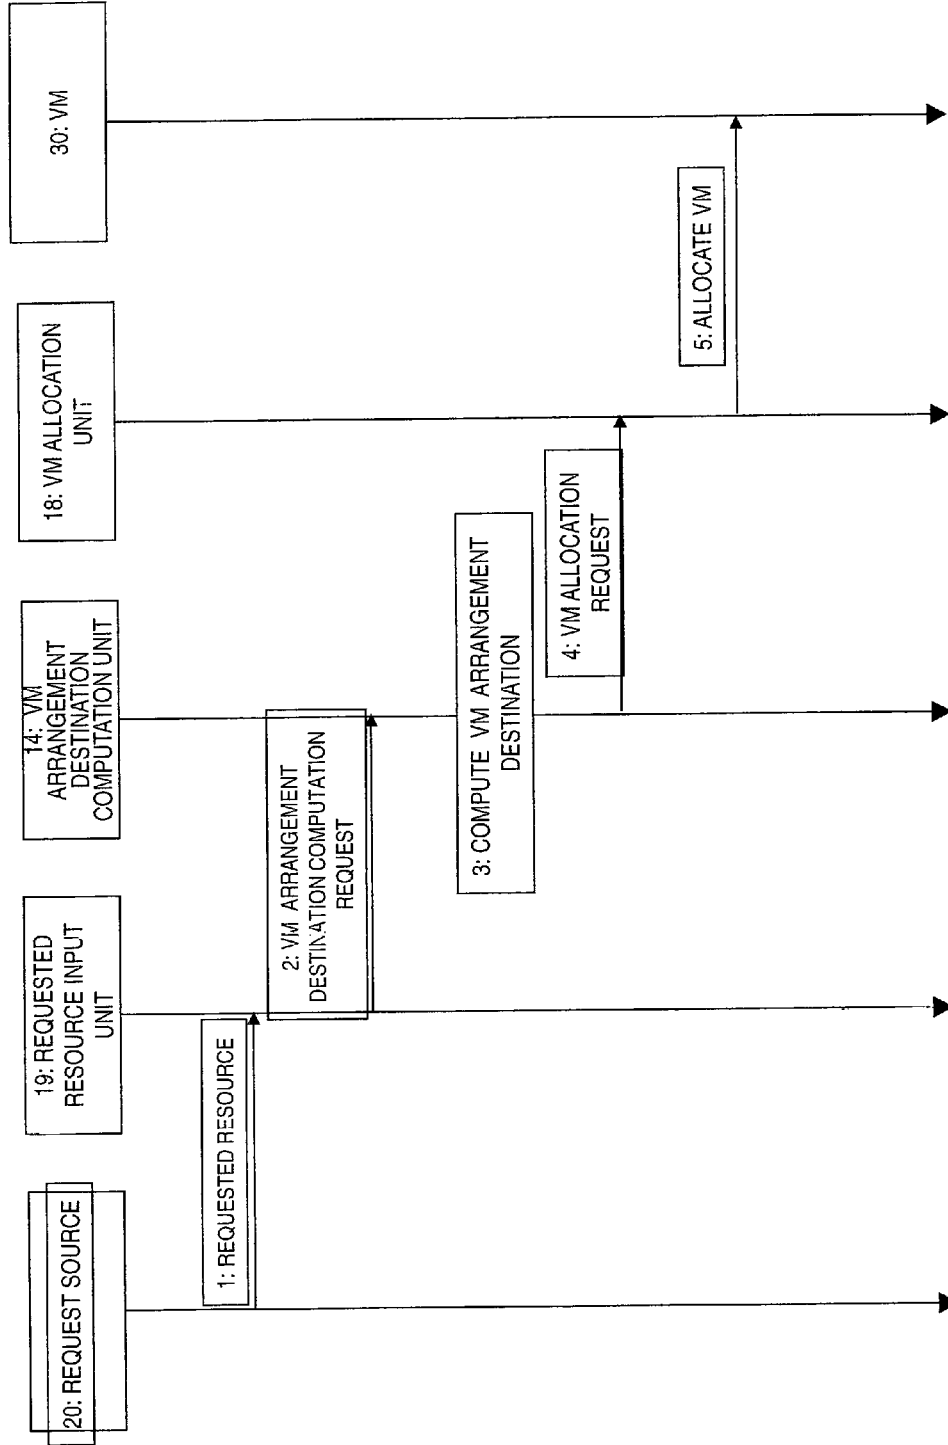 20: REQUEST SOURCE
19: REQUESTED
RESOURCE INPUT
UNIT
14: VM
ARRANGEMENT
DESTINATION
COMPUTATION UNIT
18: VM ALLOCATION
UNIT
30: VM
1: REQUESTED RESOURCE
2: VM ARRANGEMENT
DESTINATION COMPUTATION
REQUEST
3: COMPUTE VM ARRANGEMENT
DESTINATION
4: VM ALLOCATION
REQUEST
5: ALLOCATE VM